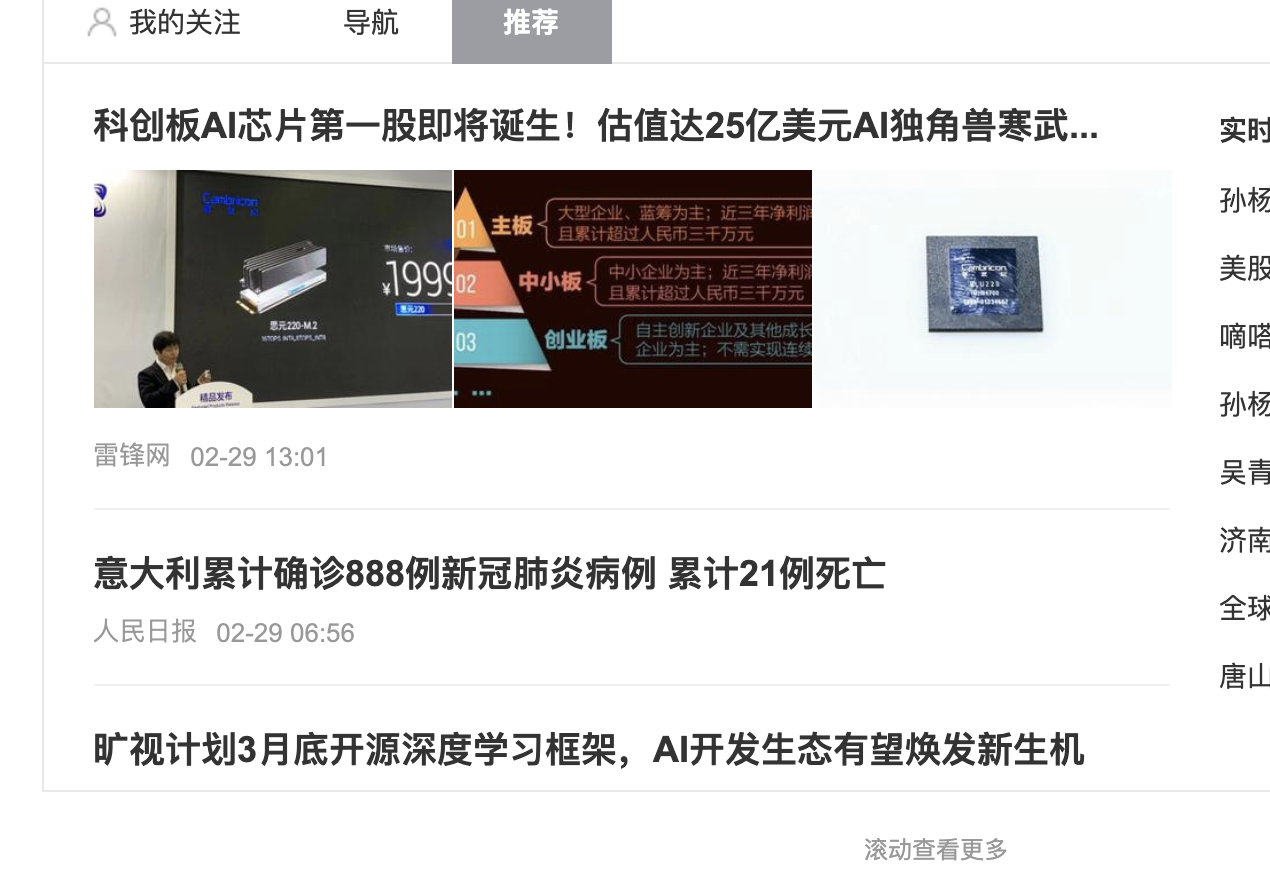 我的关注 导航 推荐
科创板AI芯片第一股即将诞生！估值达25亿美元AI独角兽寒武...
Cambricon
寒武纪
市场售价：
¥1999
思元220
思元220-M.2
精品发布
01 主板 大型企业、蓝筹为主；近三年净利润
且累计超过人民币三千万元
02 中小板 中小企业为主；近三年净利润
且累计超过人民币三千万元
03 创业板 自主创新企业及其他成长
企业为主；不需实现连续
Cambricon
寒武纪
雷锋网 02-29 13:01
意大利累计确诊888例新冠肺炎病例 累计21例死亡
人民日报 02-29 06:56
旷视计划3月底开源深度学习框架，AI开发生态有望焕发新生机
实时
孙杨
美股
嘀嗒
孙杨
吴青
济南
全球
唐山
滚动查看更多